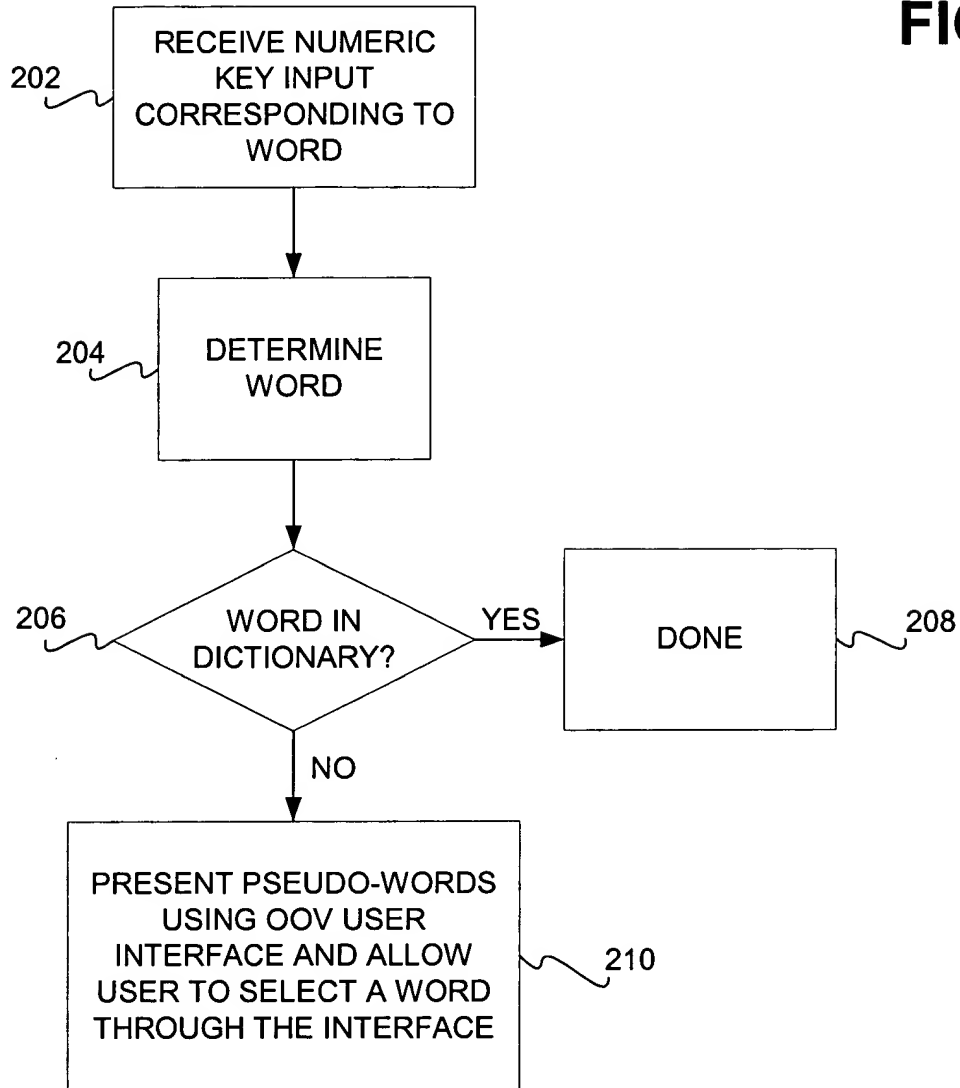 FIG
202
RECEIVE NUMERIC
KEY INPUT
CORRESPONDING TO
WORD
204
DETERMINE
WORD
206
WORD IN
DICTIONARY?
YES
DONE
208
NO
PRESENT PSEUDO-WORDS
USING OOV USER
INTERFACE AND ALLOW
USER TO SELECT A WORD
THROUGH THE INTERFACE
210